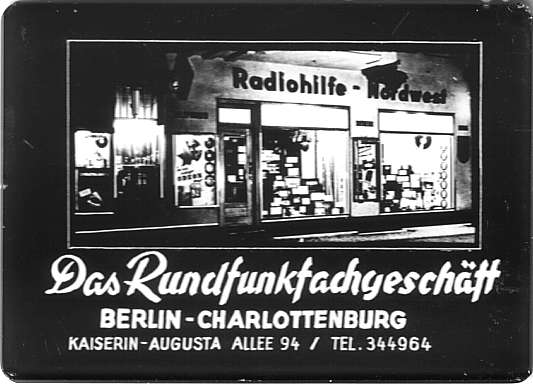 Radiohilfe - Nordwest
Das Rundfunkfachgeschäft
BERLIN-CHARLOTTENBURG
KAISERIN-AUGUSTA ALLEE 94 / TEL. 344964